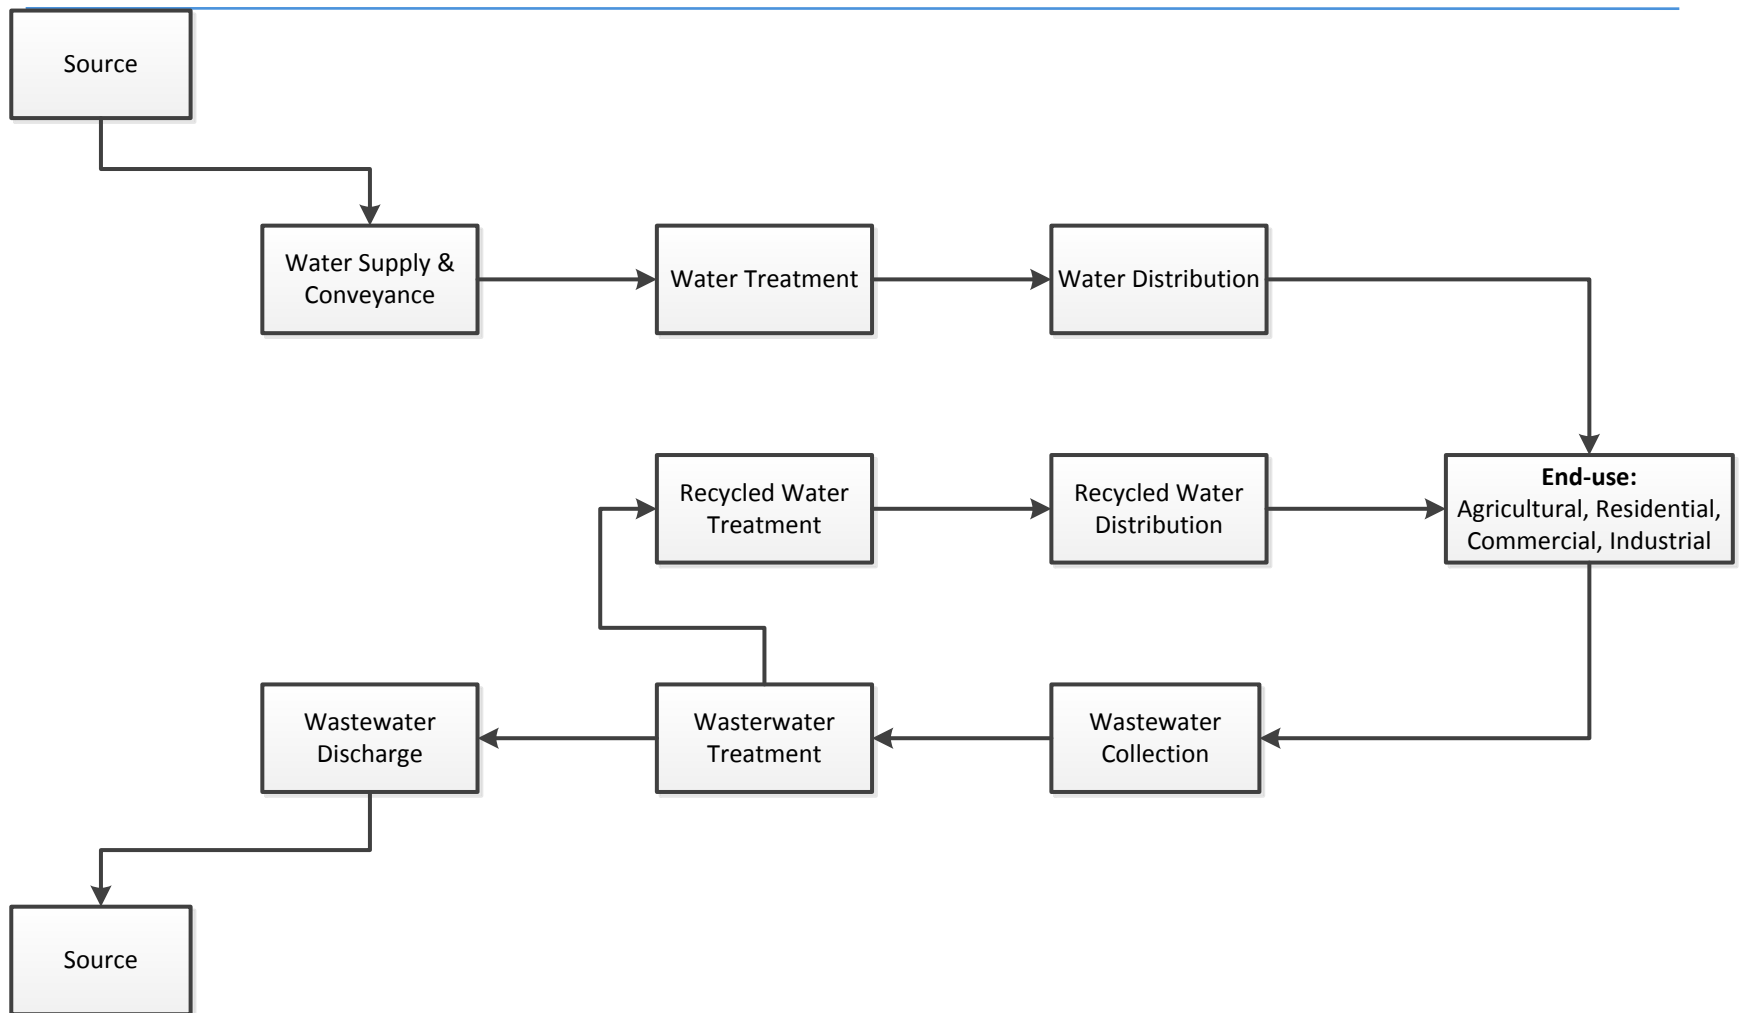 Source
Water Supply &
Conveyance
Water Treatment
Water Distribution
Recycled Water
Treatment
Recycled Water
Distribution
End-use:
Agricultural, Residential,
Commercial, Industrial
Wastewater
Discharge
Wasterwater
Treatment
Wastewater
Collection
Source